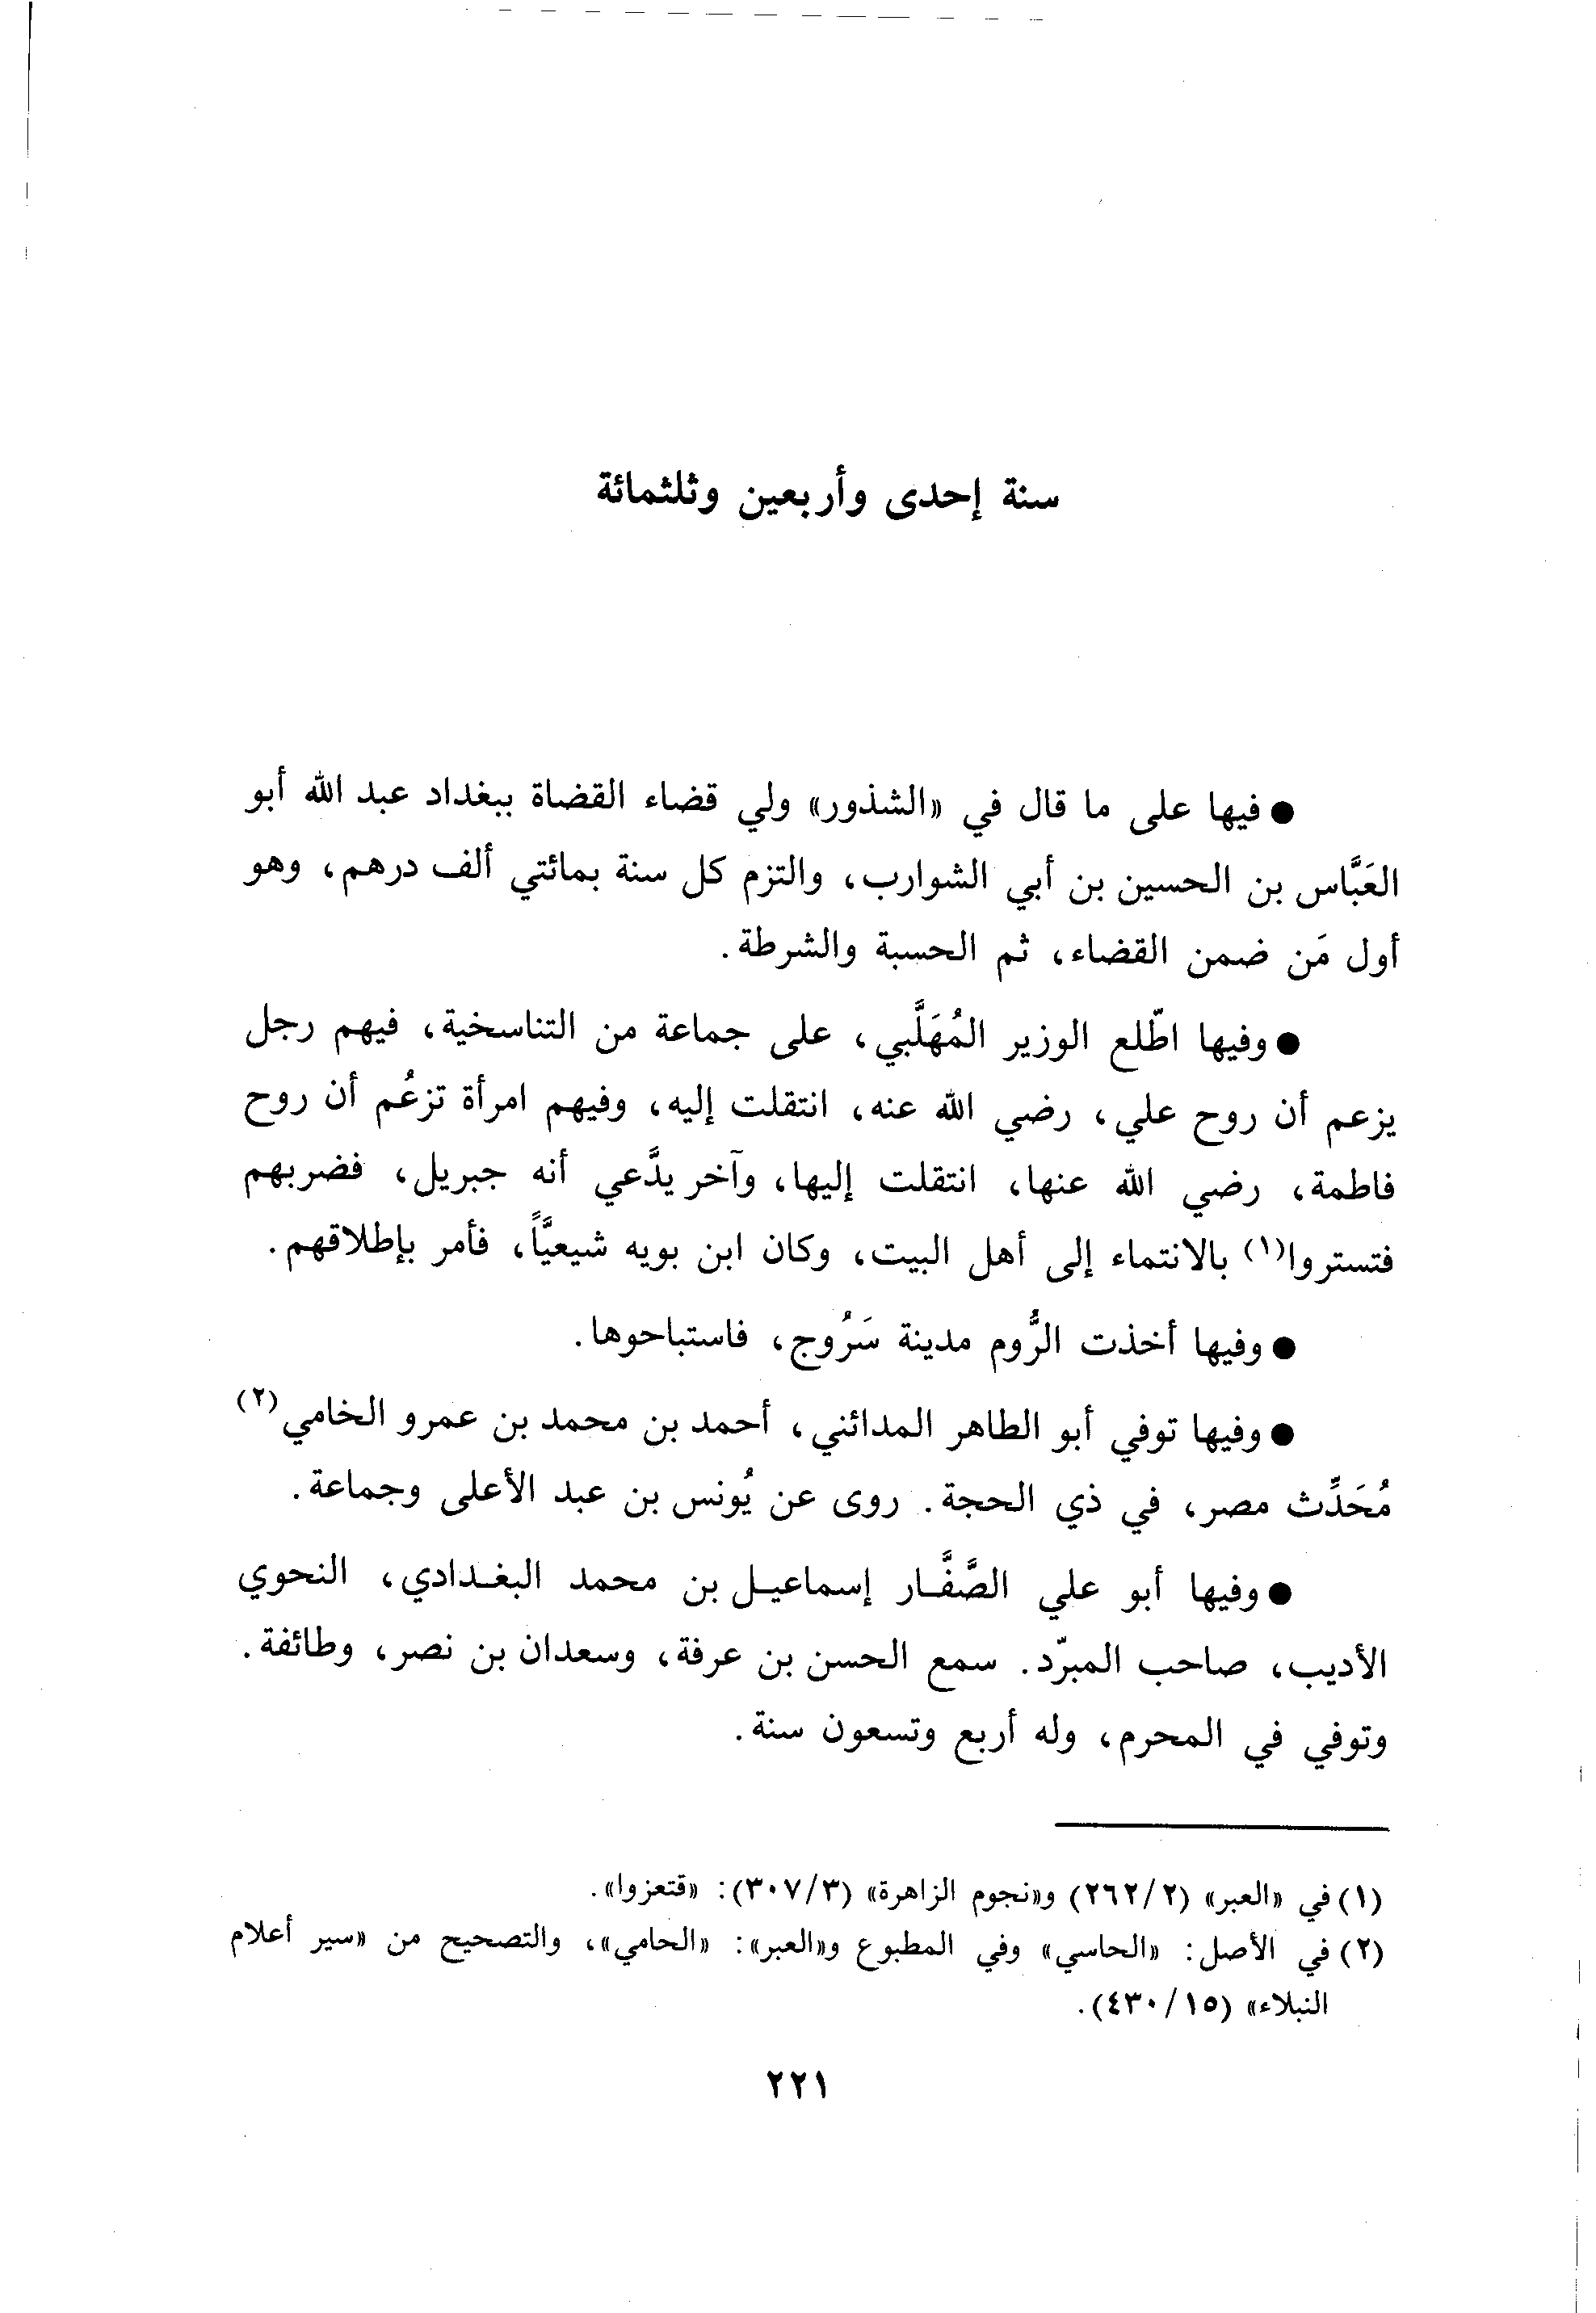 سنة إحدى وأربعين وثلثمائة
● فيها على ما قال في «الشذور» ولي قضاء القضاة ببغداد عبد الله أبو
العَبَّاس بن الحسين بن أبي الشوارب، والتزم كل سنة بمائتي ألف درهم، وهو
أول مَن ضمن القضاء، ثم الحسبة والشرطة.
● وفيها اطّلع الوزير المُهَلَّبي، على جماعة من التناسخية، فيهم رجل
يزعم أن روح علي، رضي الله عنه، انتقلت إليه، وفيهم امرأة تزعُم أن روح
فاطمة، رضي الله عنها، انتقلت إليها، وآخر يدَّعي أنه جبريل، فضربهم
فتستروا(١) بالانتماء إلى أهل البيت، وكان ابن بويه شيعيَّاً، فأمر بإطلاقهم.
● وفيها أخذت الرُّوم مدينة سَرُوج، فاستباحوها.
● وفيها توفي أبو الطاهر المدائني، أحمد بن محمد بن عمرو الخامي(٢)
مُحَدِّث مصر، في ذي الحجة. روى عن يُونس بن عبد الأعلى وجماعة.
● وفيها أبو علي الصَّفَّار إسماعيل بن محمد البغدادي، النحوي
الأديب، صاحب المبرّد. سمع الحسن بن عرفة، وسعدان بن نصر، وطائفة.
وتوفي في المحرم، وله أربع وتسعون سنة.
(١) في «العبر» (٢/٢٦٢) و«نجوم الزاهرة» (٣/٣٠٧): «قتعزوا».
(٢) في الأصل: «الحاسي» وفي المطبوع و«العبر»: «الحامي»، والتصحيح من «سير أعلام
النبلاء» (١٥/٤٣٠).
٢٢١